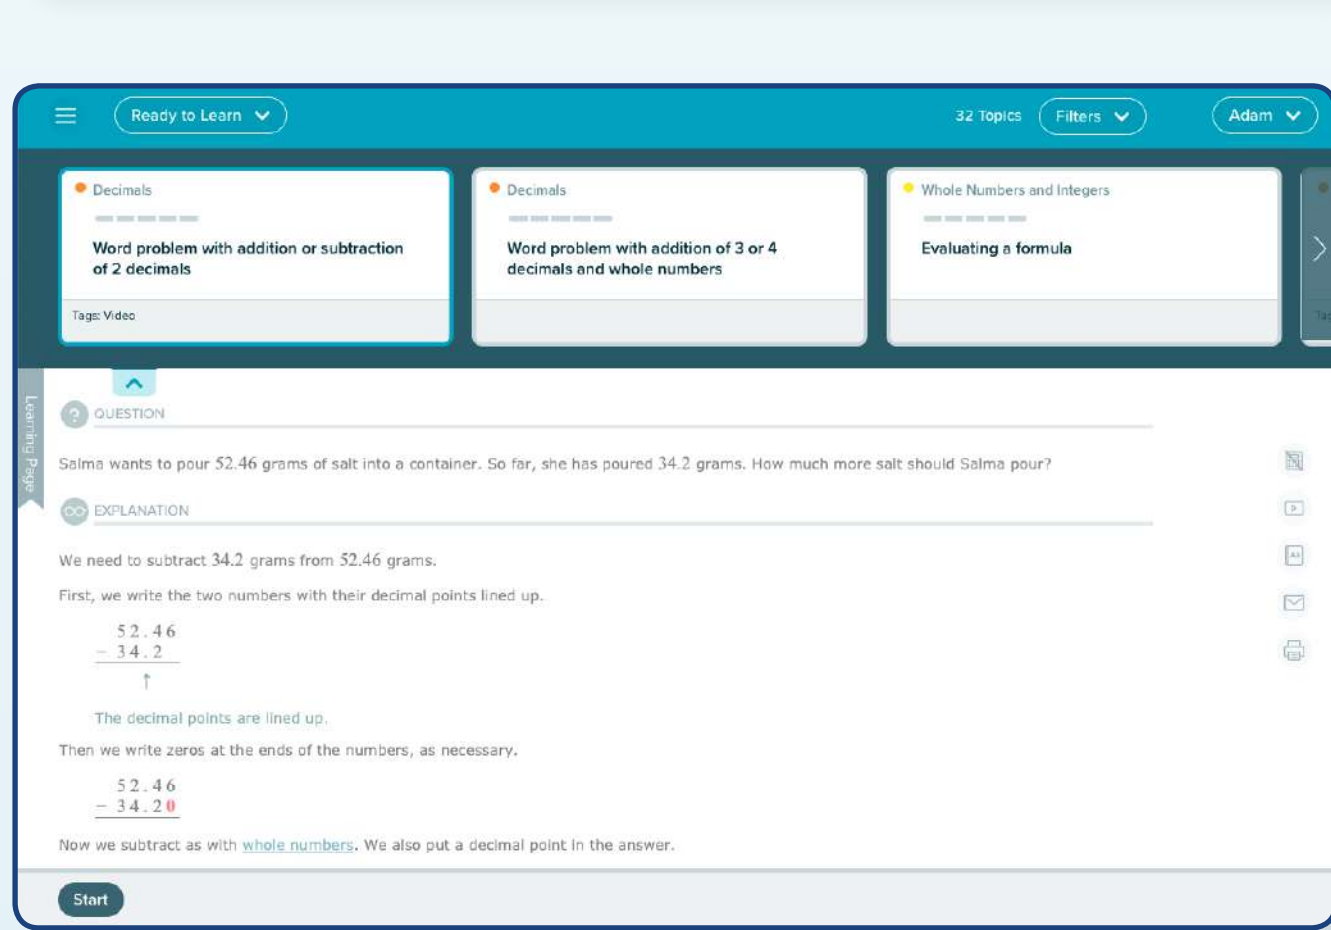 Ready to Learn
32 Topics
Filters
Adam
Decimals
Word problem with addition or subtraction
of 2 decimals
Tags: Video
Decimals
Word problem with addition of 3 or 4
decimals and whole numbers
Whole Numbers and Integers
Evaluating a formula
Learning Page
? QUESTION
Salma wants to pour 52.46 grams of salt into a container. So far, she has poured 34.2 grams. How much more salt should Salma pour?
EXPLANATION
We need to subtract 34.2 grams from 52.46 grams.
First, we write the two numbers with their decimal points lined up.
52.46
− 34.2
↑
The decimal points are lined up.
Then we write zeros at the ends of the numbers, as necessary.
52.46
− 34.20
Now we subtract as with whole numbers. We also put a decimal point in the answer.
Start